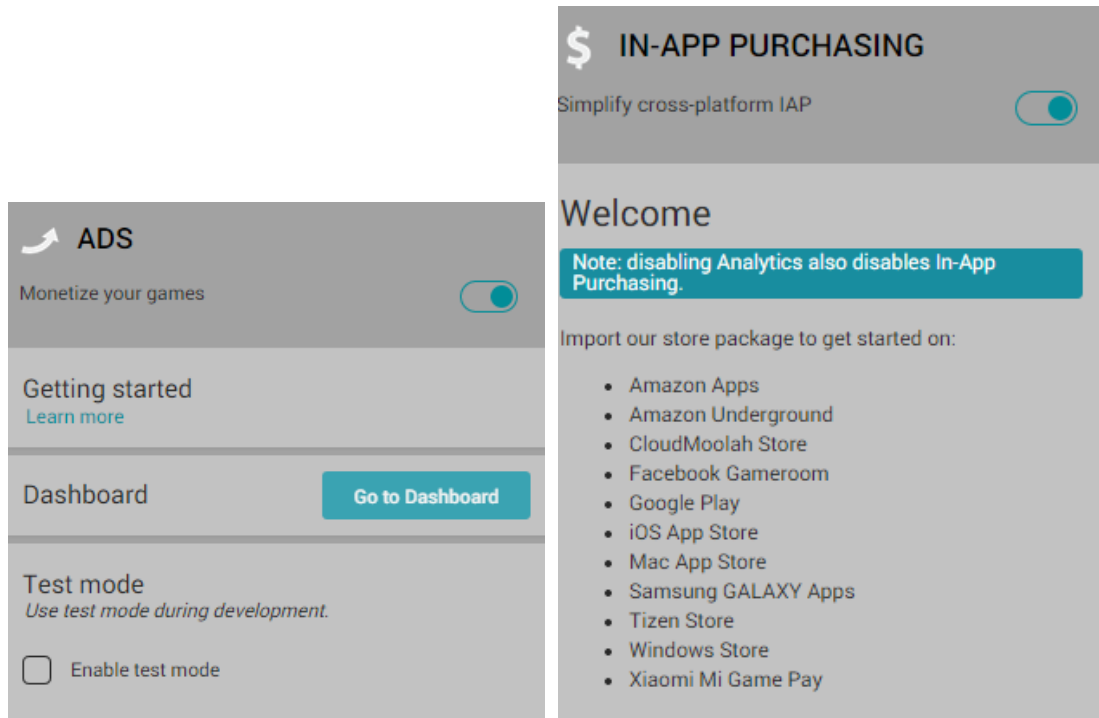 ADS
Monetize your games
Getting started
Learn more
Dashboard
Go to Dashboard
Test mode
Use test mode during development.
Enable test mode
$ IN-APP PURCHASING
Simplify cross-platform IAP
Welcome
Note: disabling Analytics also disables In-App
Purchasing.
Import our store package to get started on:
• Amazon Apps
• Amazon Underground
• CloudMoolah Store
• Facebook Gameroom
• Google Play
• iOS App Store
• Mac App Store
• Samsung GALAXY Apps
• Tizen Store
• Windows Store
• Xiaomi Mi Game Pay